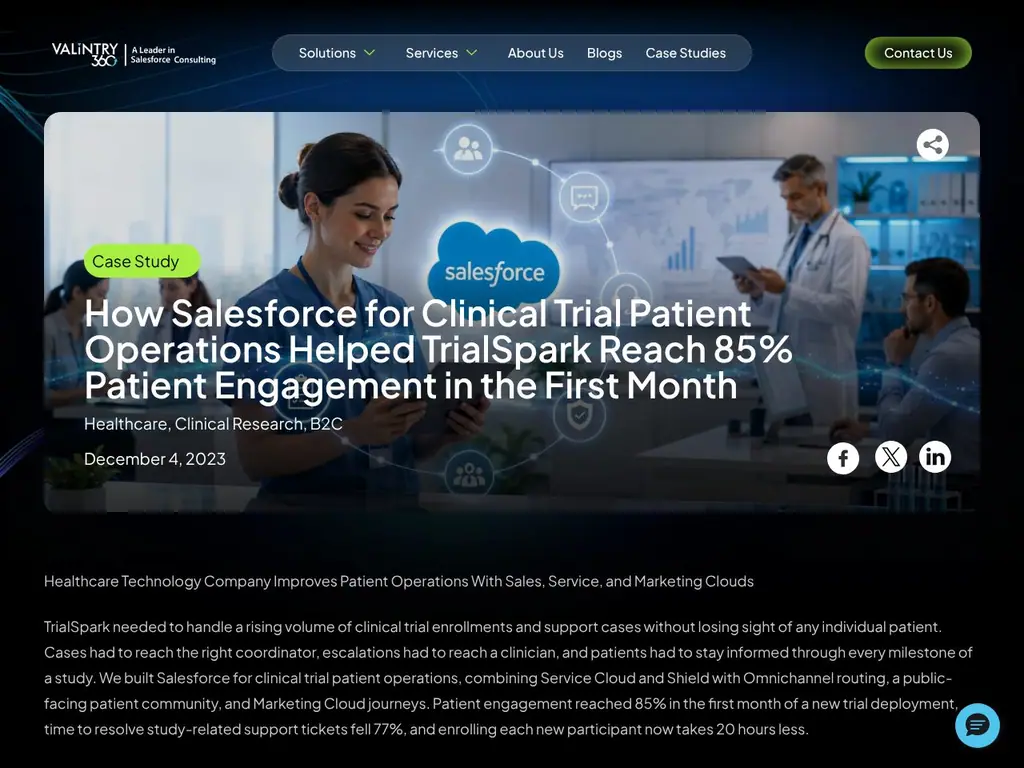 VALiNTRY
360
A Leader in
Salesforce Consulting
Solutions
Services
About Us
Blogs
Case Studies
Contact Us
salesforce
Case Study
How Salesforce for Clinical Trial Patient
Operations Helped TrialSpark Reach 85%
Patient Engagement in the First Month
Healthcare, Clinical Research, B2C
December 4, 2023
Healthcare Technology Company Improves Patient Operations With Sales, Service, and Marketing Clouds
TrialSpark needed to handle a rising volume of clinical trial enrollments and support cases without losing sight of any individual patient.
Cases had to reach the right coordinator, escalations had to reach a clinician, and patients had to stay informed through every milestone of
a study. We built Salesforce for clinical trial patient operations, combining Service Cloud and Shield with Omnichannel routing, a public-
facing patient community, and Marketing Cloud journeys. Patient engagement reached 85% in the first month of a new trial deployment,
time to resolve study-related support tickets fell 77%, and enrolling each new participant now takes 20 hours less.